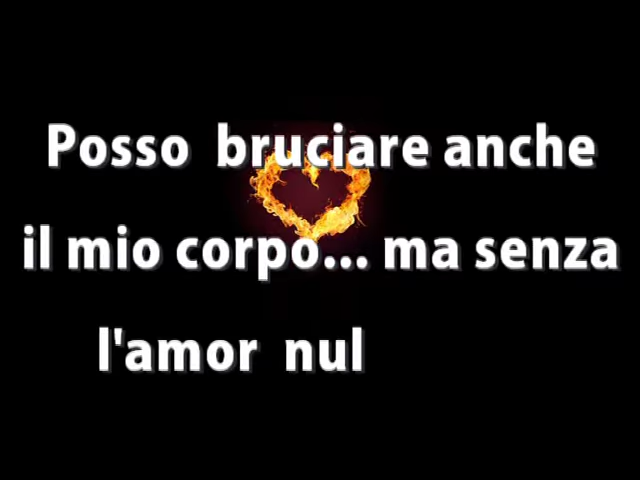 Posso bruciare anche
il mio corpo... ma senza
l'amor nul